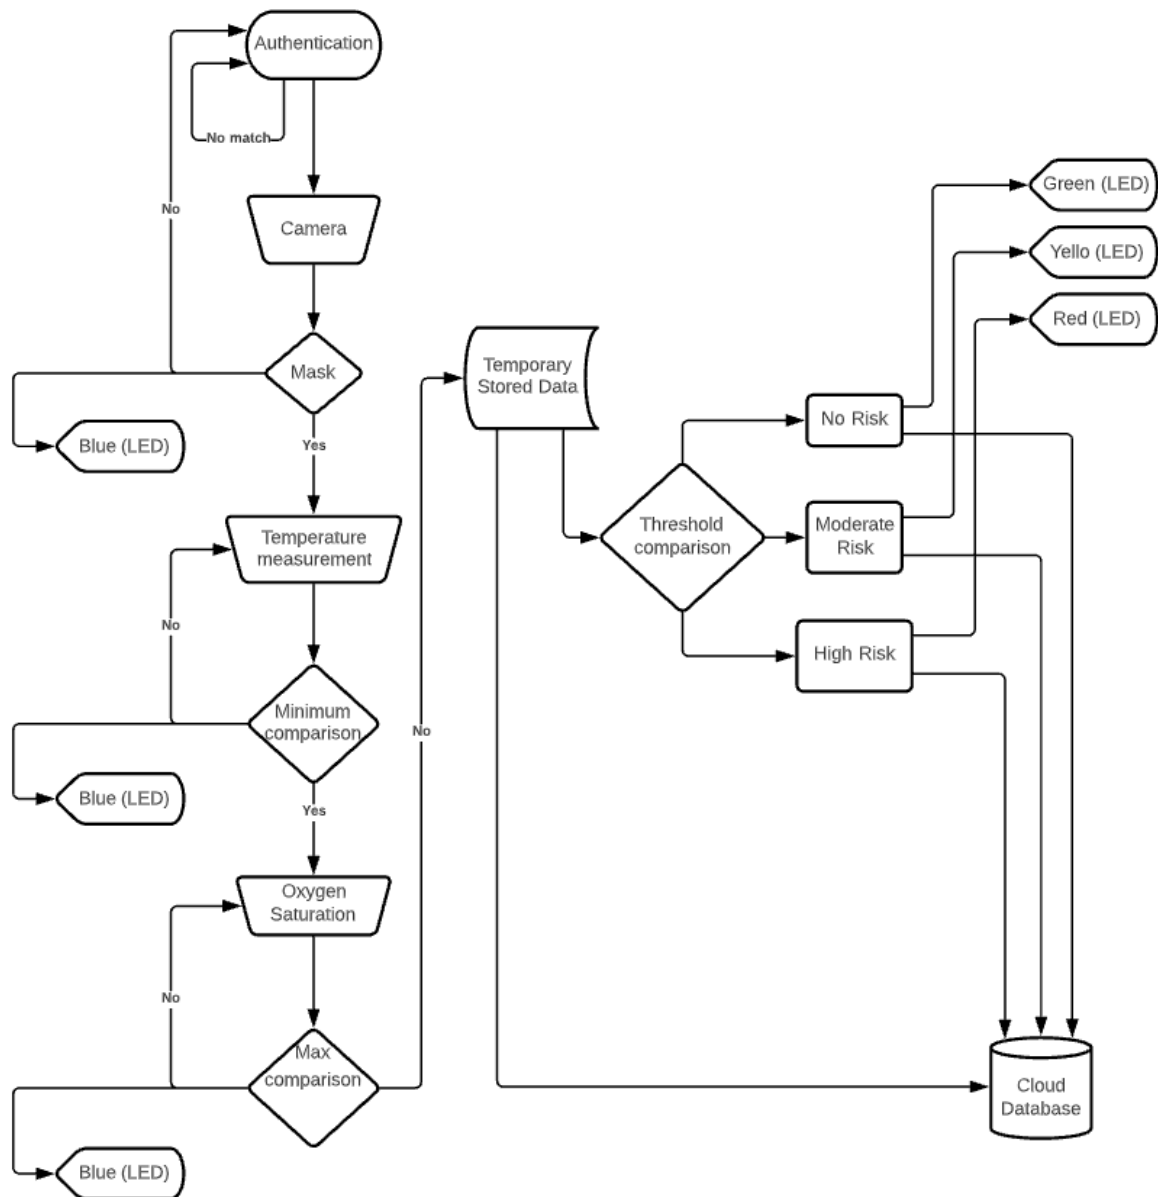 Authentication
No match
No
Camera
Mask
Blue (LED)
Yes
Temperature
measurement
No
Minimum
comparison
Blue (LED)
Yes
Oxygen
Saturation
No
Max
comparison
Blue (LED)
No
Temporary
Stored Data
Threshold
comparison
No Risk
Moderate
Risk
High Risk
Green (LED)
Yello (LED)
Red (LED)
Cloud
Database